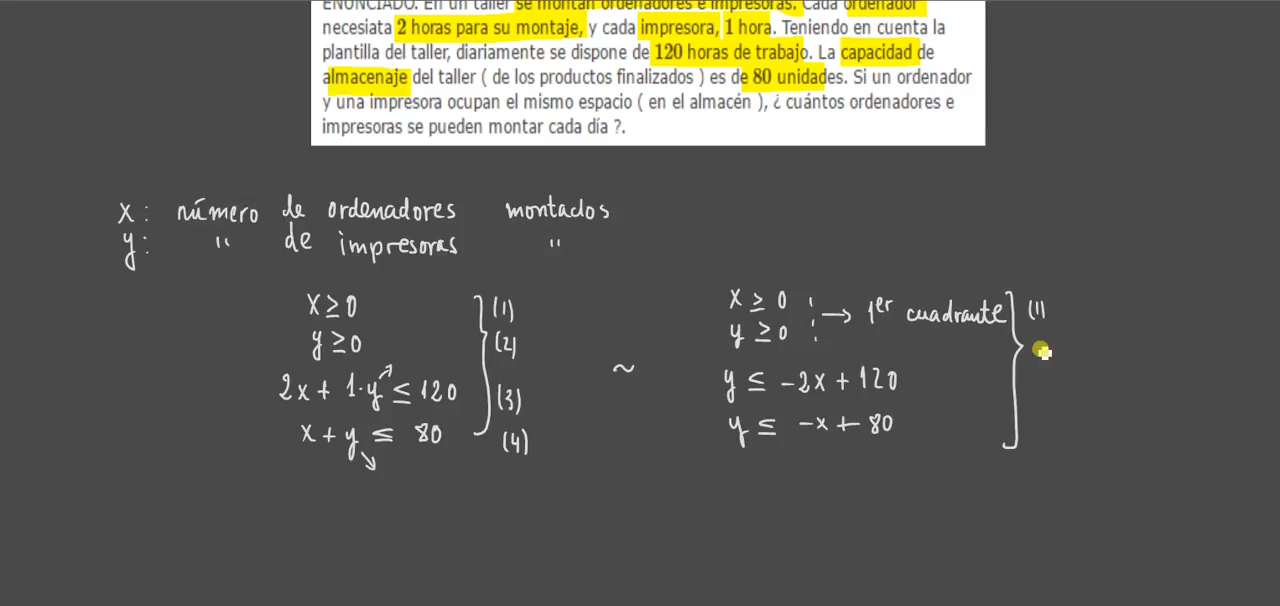 ENUNCIADO. En un taller se montan ordenadores e impresoras. Cada ordenador
necesiata 2 horas para su montaje, y cada impresora, 1 hora. Teniendo en cuenta la
plantilla del taller, diariamente se dispone de 120 horas de trabajo. La capacidad de
almacenaje del taller ( de los productos finalizados ) es de 80 unidades. Si un ordenador
y una impresora ocupan el mismo espacio ( en el almacén ), ¿ cuántos ordenadores e
impresoras se pueden montar cada día ?.
x: número de ordenadores montados
y: " de impresoras "
x ≥ 0 (1)
y ≥ 0 (2)
2x + 1·y ≤ 120 (3)
x + y ≤ 80 (4)
~
x ≥ 0
y ≥ 0 → 1er cuadrante (1)
y ≤ -2x + 120
y ≤ -x + 80